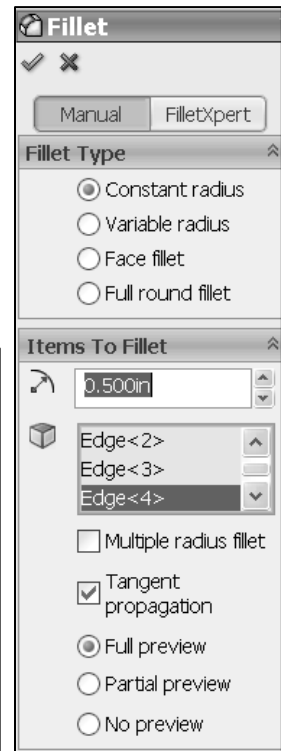 Fillet
Manual FilletXpert
Fillet Type
Constant radius
Variable radius
Face fillet
Full round fillet
Items To Fillet
0.500in
Edge<2>
Edge<3>
Edge<4>
Multiple radius fillet
Tangent
propagation
Full preview
Partial preview
No preview